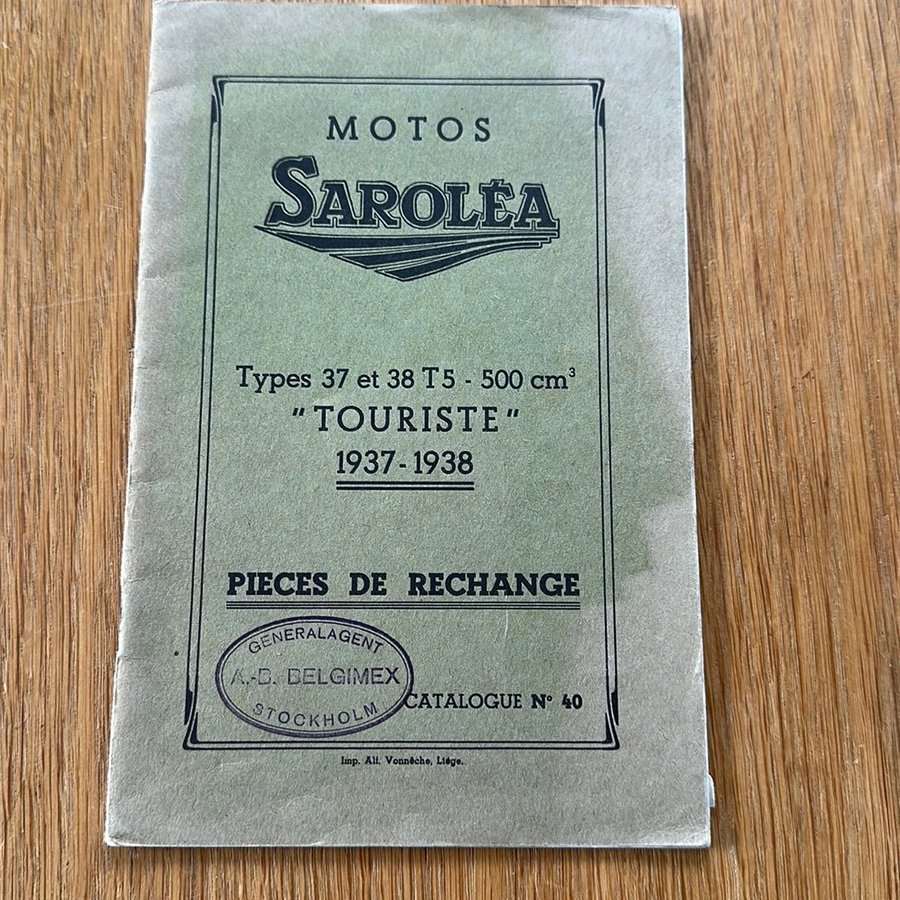 MOTOS
SAROLÉA
Types 37 et 38 T5 - 500 cm³
"TOURISTE"
1937-1938
PIECES DE RECHANGE
GENERALAGENT
A.-B. BELGIMEX
STOCKHOLM
CATALOGUE N° 40
Imp. Alf. Vonnêche, Liége.